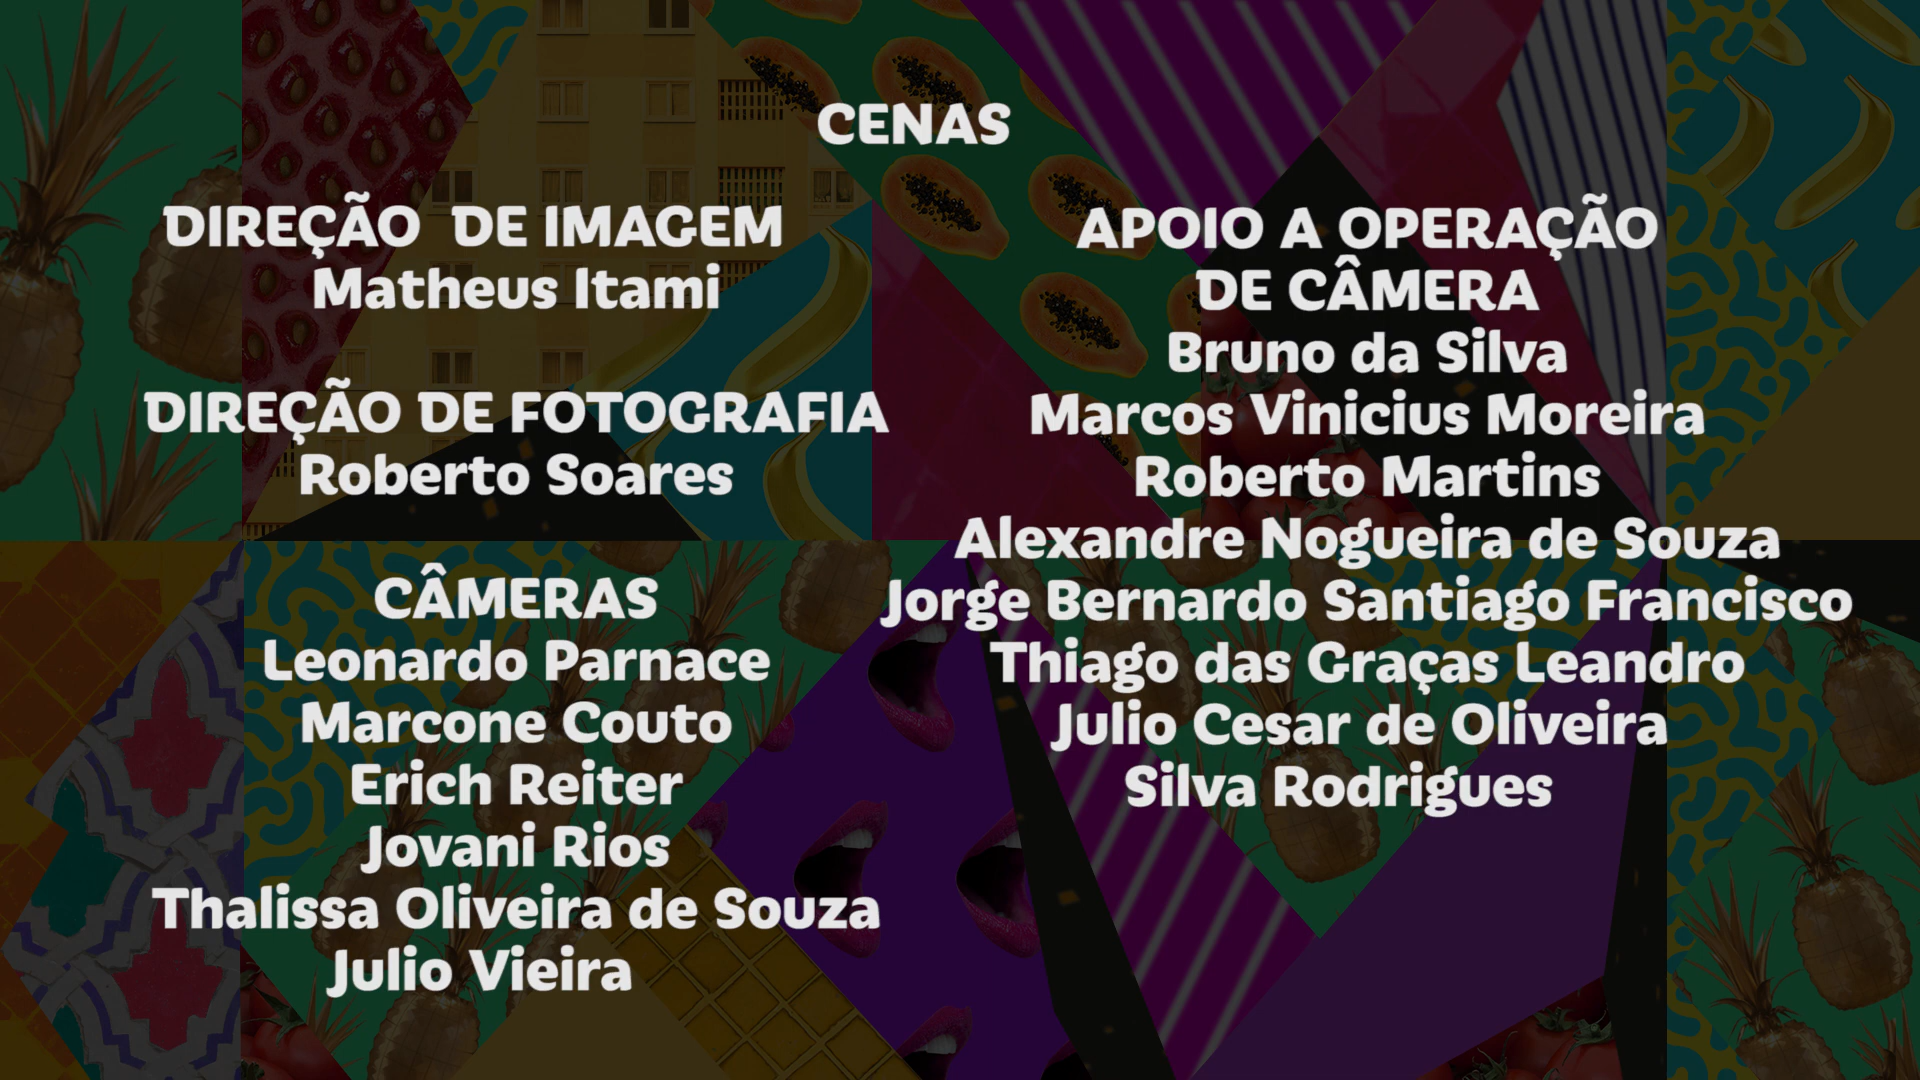 CENAS
DIREÇÃO DE IMAGEM
Matheus Itami
DIREÇÃO DE FOTOGRAFIA
Roberto Soares
CÂMERAS
Leonardo Parnace
Marcone Couto
Erich Reiter
Jovani Rios
Thalissa Oliveira de Souza
Julio Vieira
APOIO A OPERAÇÃO
DE CÂMERA
Bruno da Silva
Marcos Vinicius Moreira
Roberto Martins
Alexandre Nogueira de Souza
Jorge Bernardo Santiago Francisco
Thiago das Graças Leandro
Julio Cesar de Oliveira
Silva Rodrigues